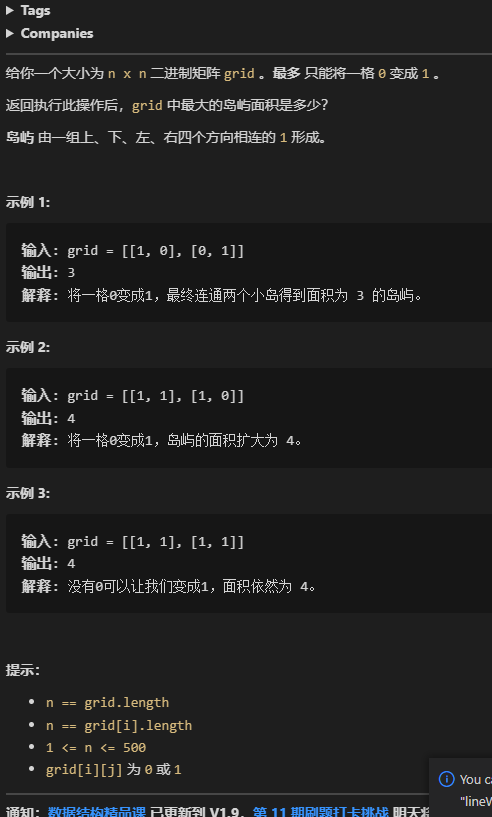 Tags
Companies
给你一个大小为 n x n 二进制矩阵 grid 。最多 只能将一格 0 变成 1 。
返回执行此操作后，grid 中最大的岛屿面积是多少？
岛屿 由一组上、下、左、右四个方向相连的 1 形成。
示例 1:
输入: grid = [[1, 0], [0, 1]]
输出: 3
解释: 将一格0变成1，最终连通两个小岛得到面积为 3 的岛屿。
示例 2:
输入: grid = [[1, 1], [1, 0]]
输出: 4
解释: 将一格0变成1，岛屿的面积扩大为 4。
示例 3:
输入: grid = [[1, 1], [1, 1]]
输出: 4
解释: 没有0可以让我们变成1，面积依然为 4。
提示：
n == grid.length
n == grid[i].length
1 <= n <= 500
grid[i][j] 为 0 或 1
You ca
"lineW
通知：数据结构精品课 已更新到 V1.9，第 11 期刷题打卡挑战 明天